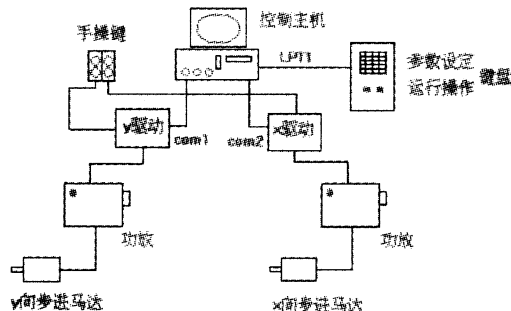 手操键
控制主机
LPT1
参数设定
运行操作 键盘
y驱动
com1
com2
x驱动
功放
功放
y向步进马达
x向步进马达